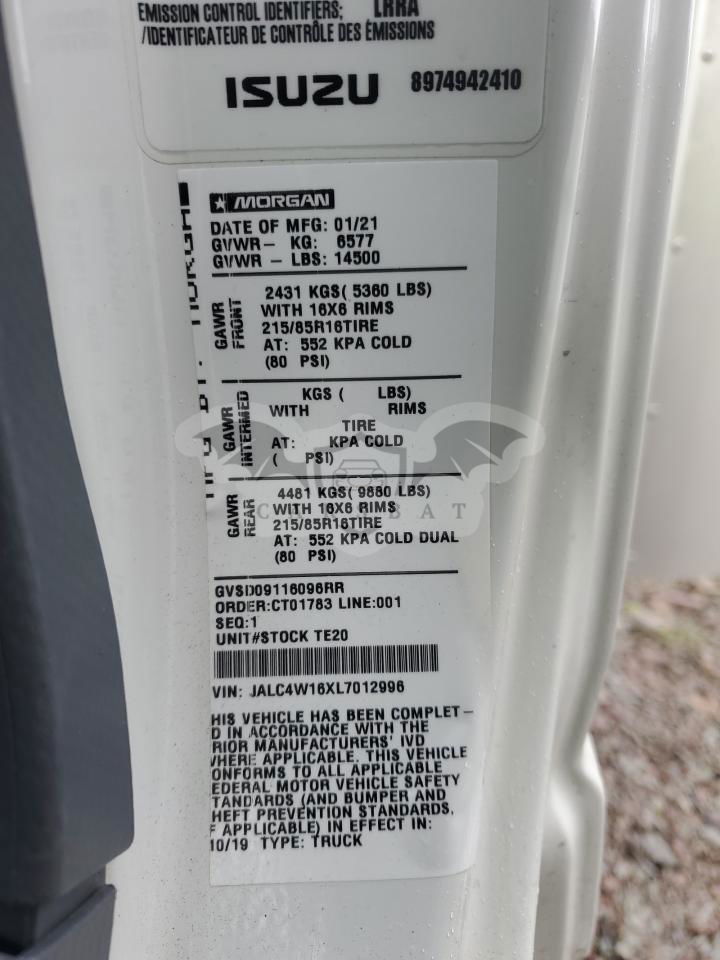 EMISSION CONTROL IDENTIFIERS; LRRA
/IDENTIFICATEUR DE CONTRÔLE DES ÉMISSIONS
ISUZU 8974942410
MORGAN
DATE OF MFG: 01/21
GVWR- KG: 6577
GVWR - LBS: 14500
GAWR FRONT
2431 KGS( 5360 LBS)
WITH 16X6 RIMS
215/85R16TIRE
AT: 552 KPA COLD
(80 PSI)
GAWR INTERMED
KGS ( LBS)
WITH RIMS
TIRE
AT: KPA COLD
( PSI)
GAWR REAR
4481 KGS( 9880 LBS)
WITH 16X6 RIMS
215/85R16TIRE
AT: 552 KPA COLD DUAL
(80 PSI)
CARSBAT
GVSD09116096RR
ORDER:CT01783 LINE:001
SEQ:1
UNIT#STOCK TE20
VIN: JALC4W16XL7012996
HIS VEHICLE HAS BEEN COMPLET-
D IN ACCORDANCE WITH THE
RIOR MANUFACTURERS' IVD
WHERE APPLICABLE. THIS VEHICLE
ONFORMS TO ALL APPLICABLE
EDERAL MOTOR VEHICLE SAFETY
TANDARDS (AND BUMPER AND
HEFT PREVENTION STANDARDS,
F APPLICABLE) IN EFFECT IN:
10/19 TYPE: TRUCK